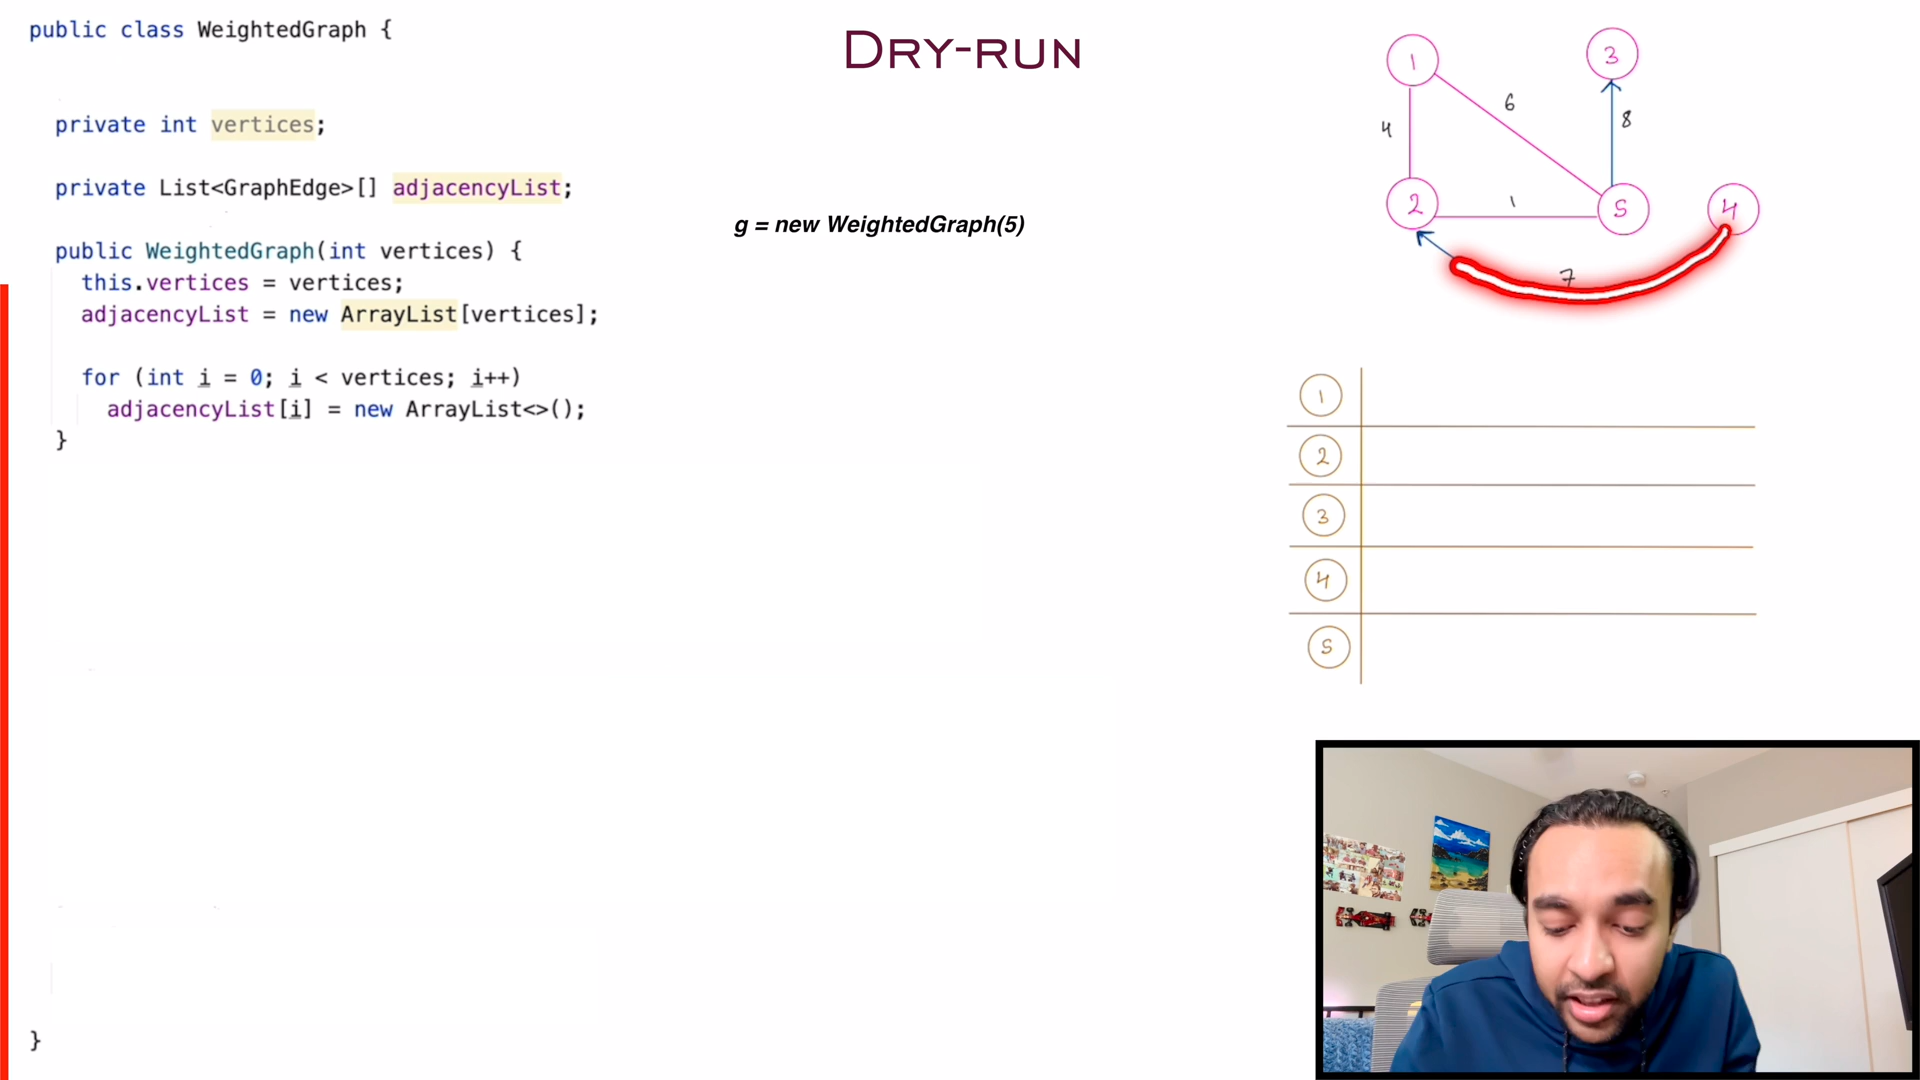 public class WeightedGraph {
DRY-RUN
private int vertices;
private List<GraphEdge>[] adjacencyList;
g = new WeightedGraph(5)
public WeightedGraph(int vertices) {
this.vertices = vertices;
adjacencyList = new ArrayList[vertices];
for (int i = 0; i < vertices; i++)
adjacencyList[i] = new ArrayList<>();
}
}
1
3
6
4
8
2
1
5
4
7
1
2
3
4
5